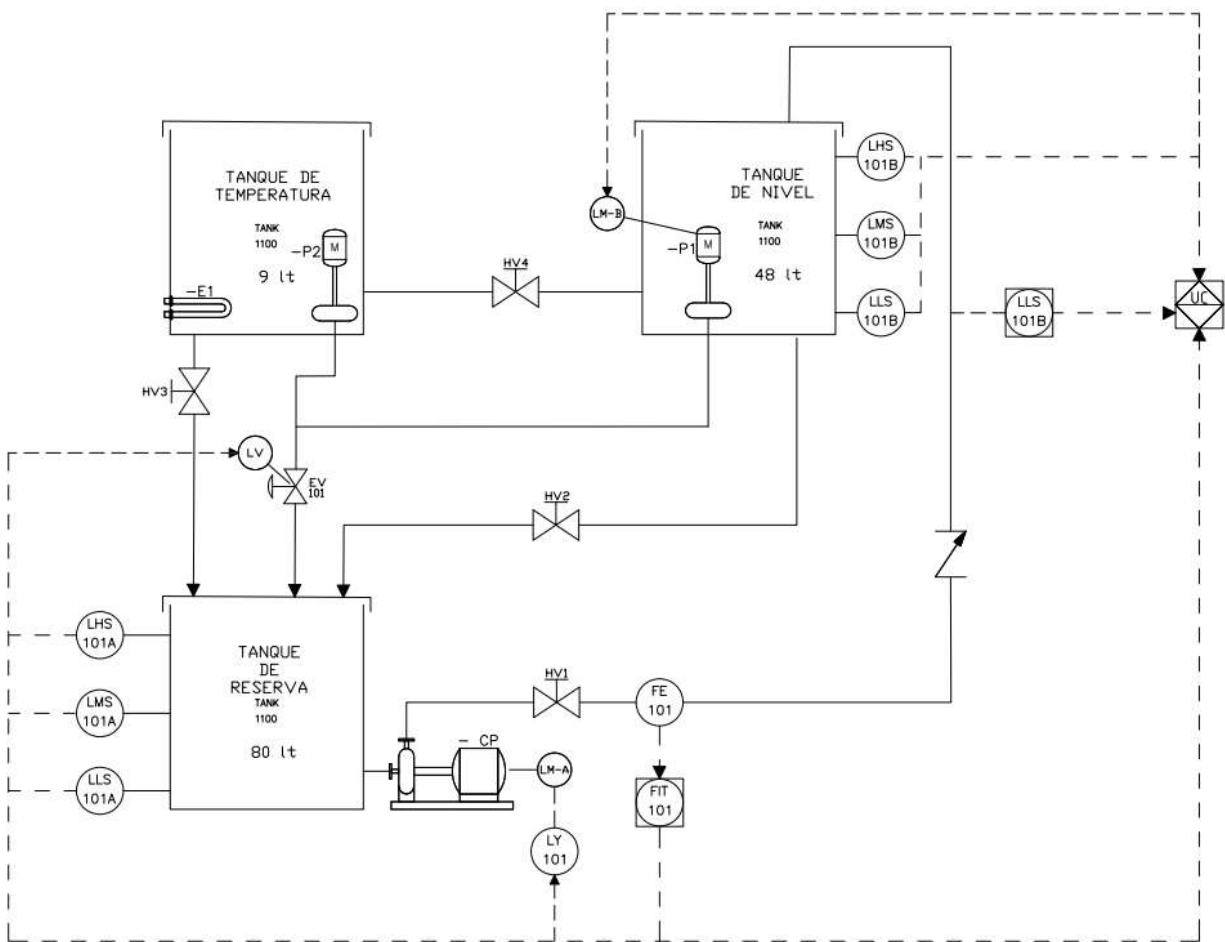 TANQUE DE
TEMPERATURA
TANK
1100
9 lt
-P2
M
-E1
HV4
TANQUE
DE NIVEL
TANK
1100
48 lt
-P1
M
LM-B
LHS
101B
LMS
101B
LLS
101B
LLS
101B
UC
HV3
LV
EV
101
HV2
TANQUE
DE
RESERVA
TANK
1100
80 lt
LHS
101A
LMS
101A
LLS
101A
HV1
FE
101
- CP
LM-A
FIT
101
LY
101